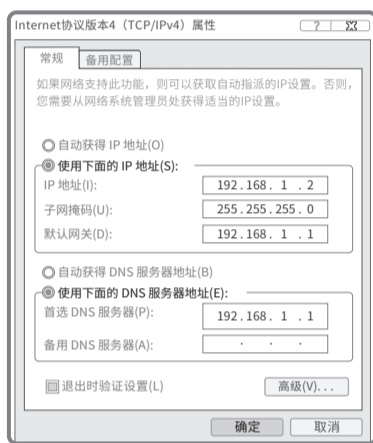 Internet协议版本4（TCP/IPv4）属性 ?
常规 备用配置
如果网络支持此功能，则可以获取自动指派的IP设置。否则，
您需要从网络系统管理员处获得适当的IP设置。
自动获得 IP 地址(O)
使用下面的 IP 地址(S):
IP 地址(I): 192.168. 1 .2
子网掩码(U): 255.255.255.0
默认网关(D): 192.168. 1 .1
自动获得 DNS 服务器地址(B)
使用下面的 DNS 服务器地址(E):
首选 DNS 服务器(P): 192.168. 1 .1
备用 DNS 服务器(A): . . .
退出时验证设置(L) 高级(V)...
确定 取消